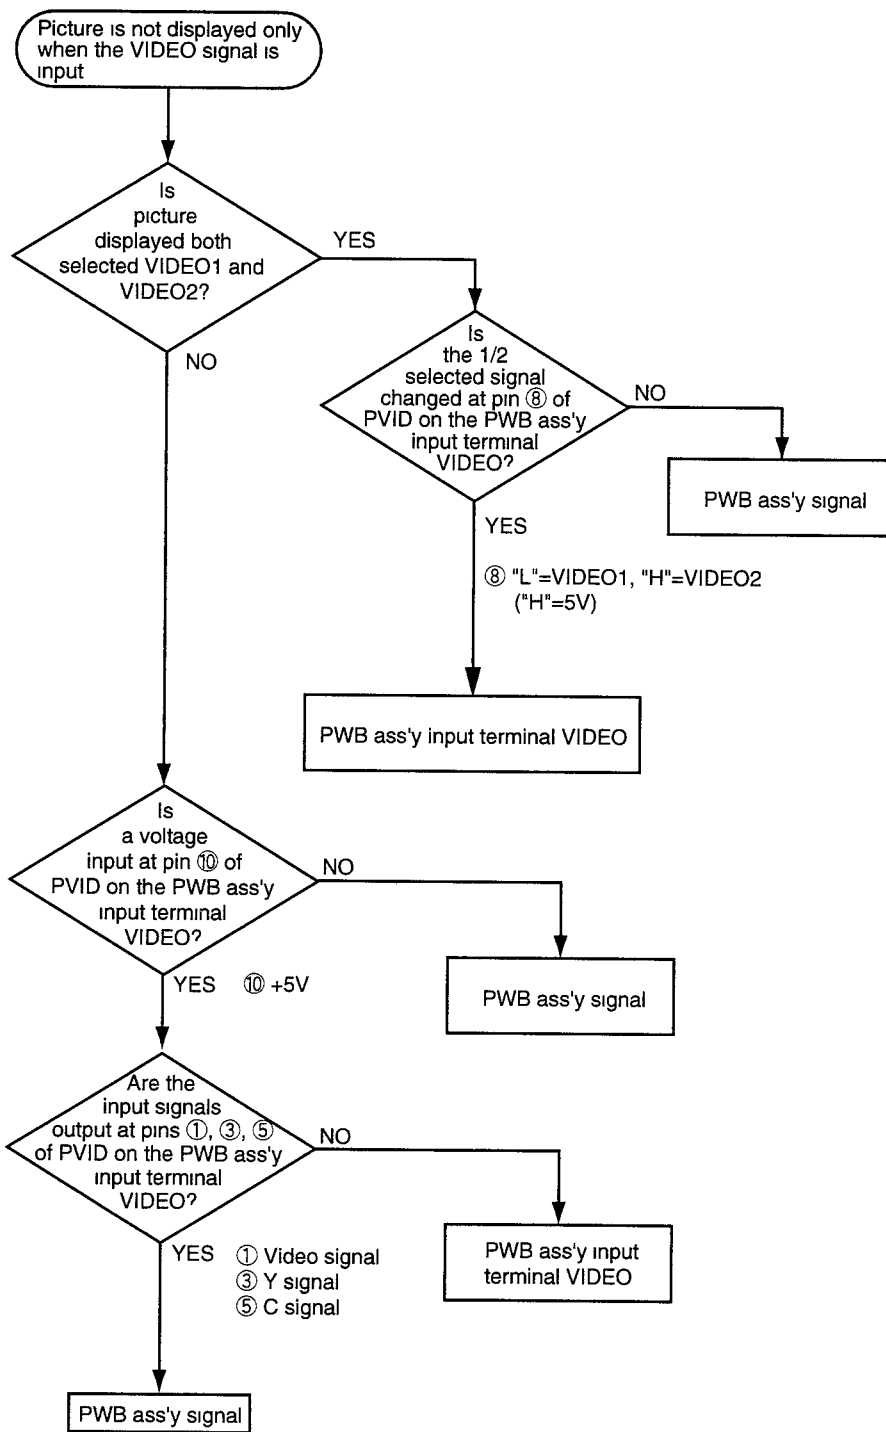 Picture is not displayed only
when the VIDEO signal is
input
Is
picture
displayed both
selected VIDEO1 and
VIDEO2?
YES
NO
Is
the 1/2
selected signal
changed at pin ⑧ of
PVID on the PWB ass'y
input terminal
VIDEO?
NO
PWB ass'y signal
YES
⑧ "L"=VIDEO1, "H"=VIDEO2
("H"=5V)
PWB ass'y input terminal VIDEO
Is
a voltage
input at pin ⑩ of
PVID on the PWB ass'y
input terminal
VIDEO?
NO
PWB ass'y signal
YES ⑩ +5V
Are the
input signals
output at pins ①, ③, ⑤
of PVID on the PWB ass'y
input terminal
VIDEO?
NO
PWB ass'y input
terminal VIDEO
YES ① Video signal
③ Y signal
⑤ C signal
PWB ass'y signal